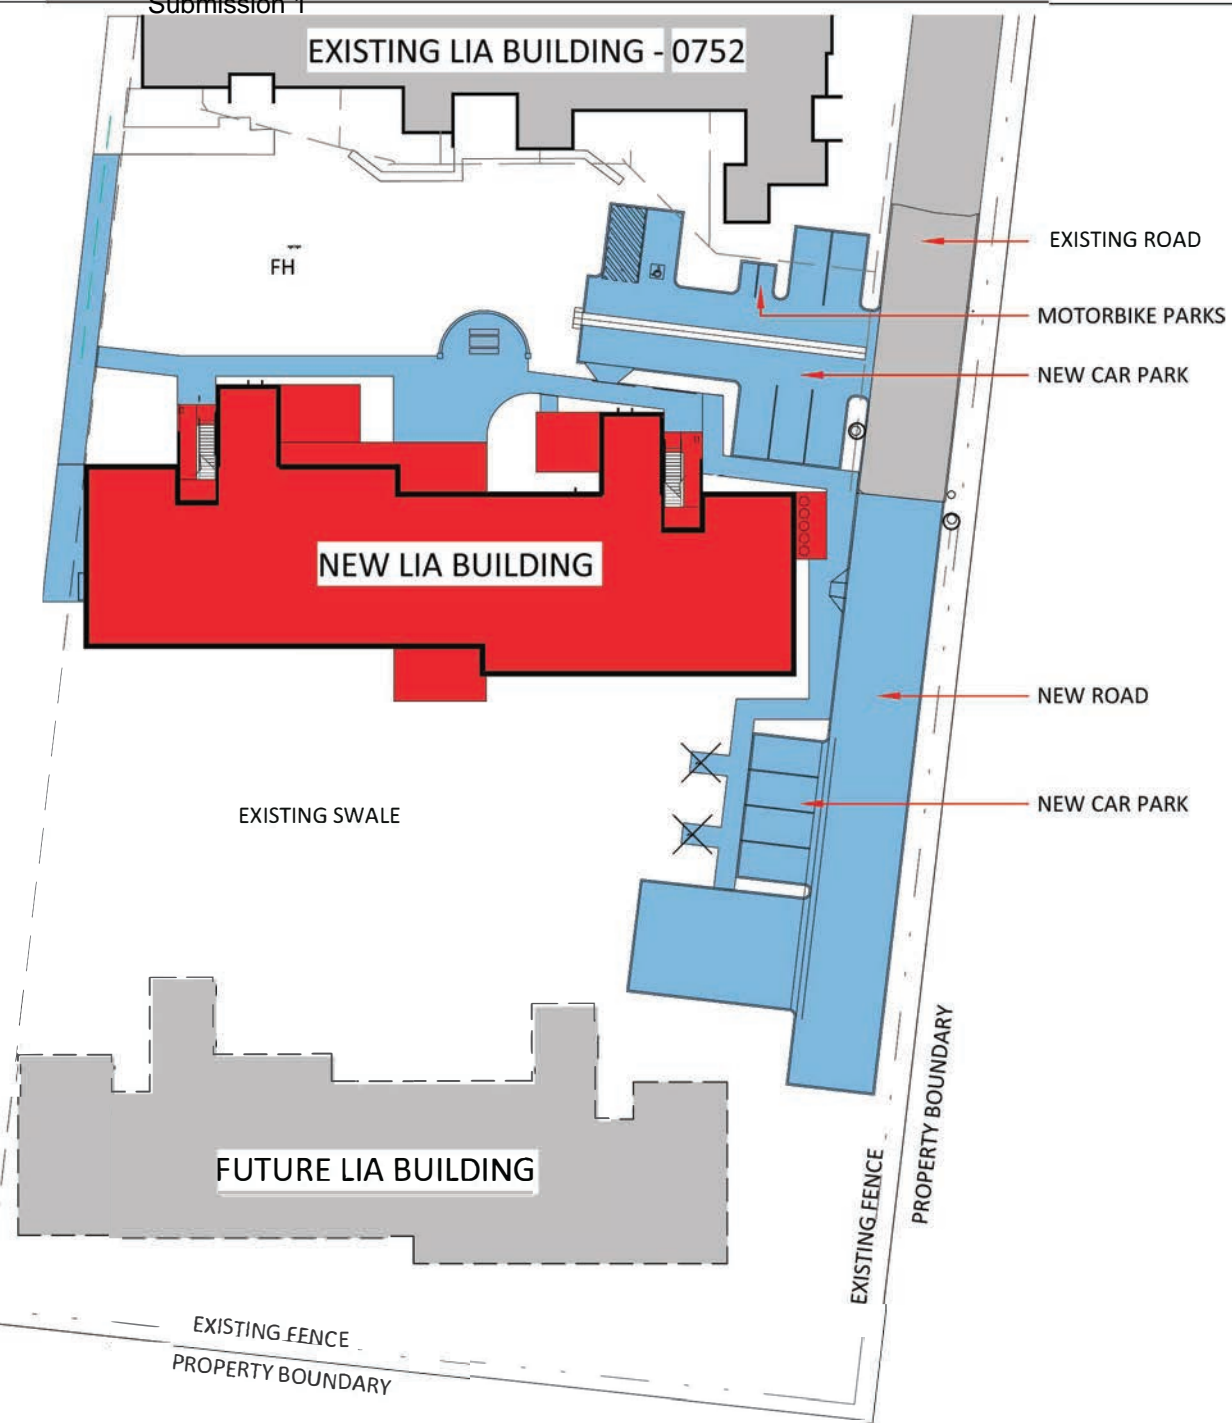 Submission 1
EXISTING LIA BUILDING - 0752
EXISTING ROAD
FH
MOTORBIKE PARKS
NEW CAR PARK
NEW LIA BUILDING
NEW ROAD
NEW CAR PARK
EXISTING SWALE
FUTURE LIA BUILDING
EXISTING FENCE
PROPERTY BOUNDARY
EXISTING FENCE
PROPERTY BOUNDARY